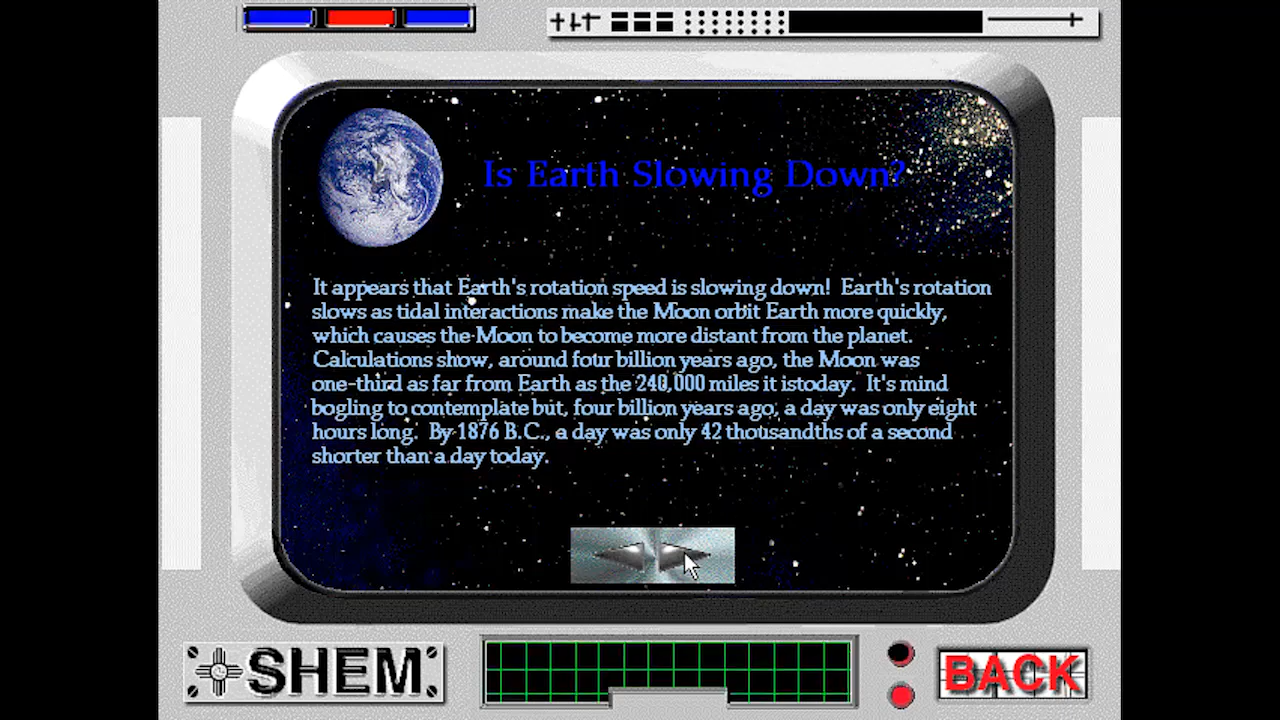 Is Earth Slowing Down?
It appears that Earth's rotation speed is slowing down!  Earth's rotation
slows as tidal interactions make the Moon orbit Earth more quickly,
which causes the Moon to become more distant from the planet.
Calculations show, around four billion years ago, the Moon was
one-third as far from Earth as the 240,000 miles it istoday.  It's mind
bogling to contemplate but, four billion years ago, a day was only eight
hours long.  By 1876 B.C., a day was only 42 thousandths of a second
shorter than a day today.
SHEM
BACK